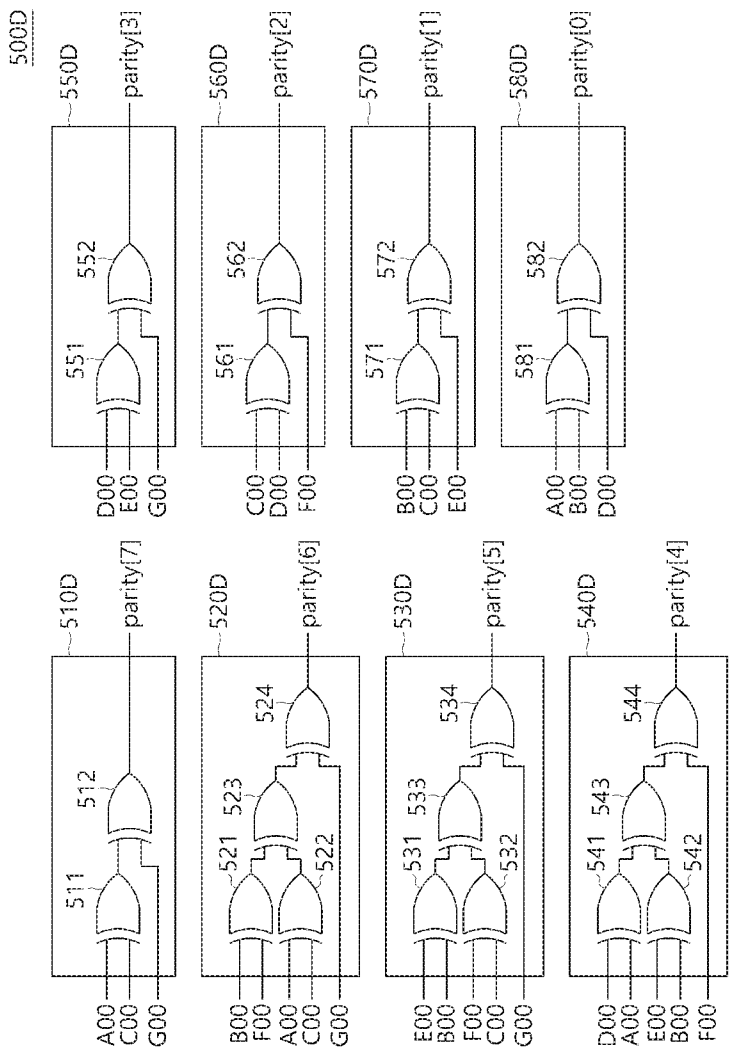 500D
510D
511
512
A00
C00
G00
parity[7]
520D
521
522
523
524
B00
F00
A00
C00
G00
parity[6]
530D
531
532
533
534
E00
B00
F00
C00
G00
parity[5]
540D
541
542
543
544
D00
A00
E00
B00
F00
parity[4]
550D
551
552
D00
E00
G00
parity[3]
560D
561
562
C00
D00
F00
parity[2]
570D
571
572
B00
C00
E00
parity[1]
580D
581
582
A00
B00
D00
parity[0]